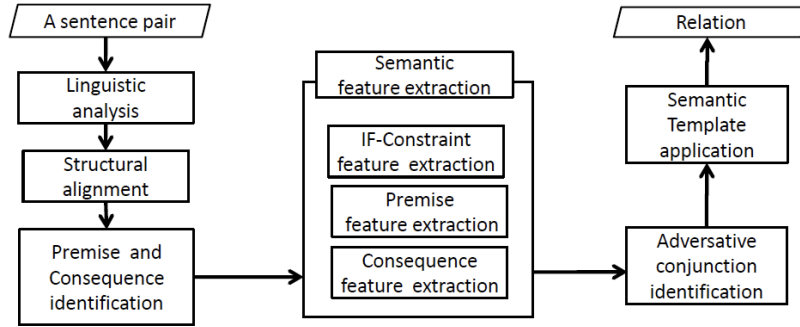 A sentence pair
Linguistic
analysis
Structural
alignment
Premise and
Consequence
identification
Semantic
feature extraction
IF-Constraint
feature extraction
Premise
feature extraction
Consequence
feature extraction
Relation
Semantic
Template
application
Adversative
conjunction
identification